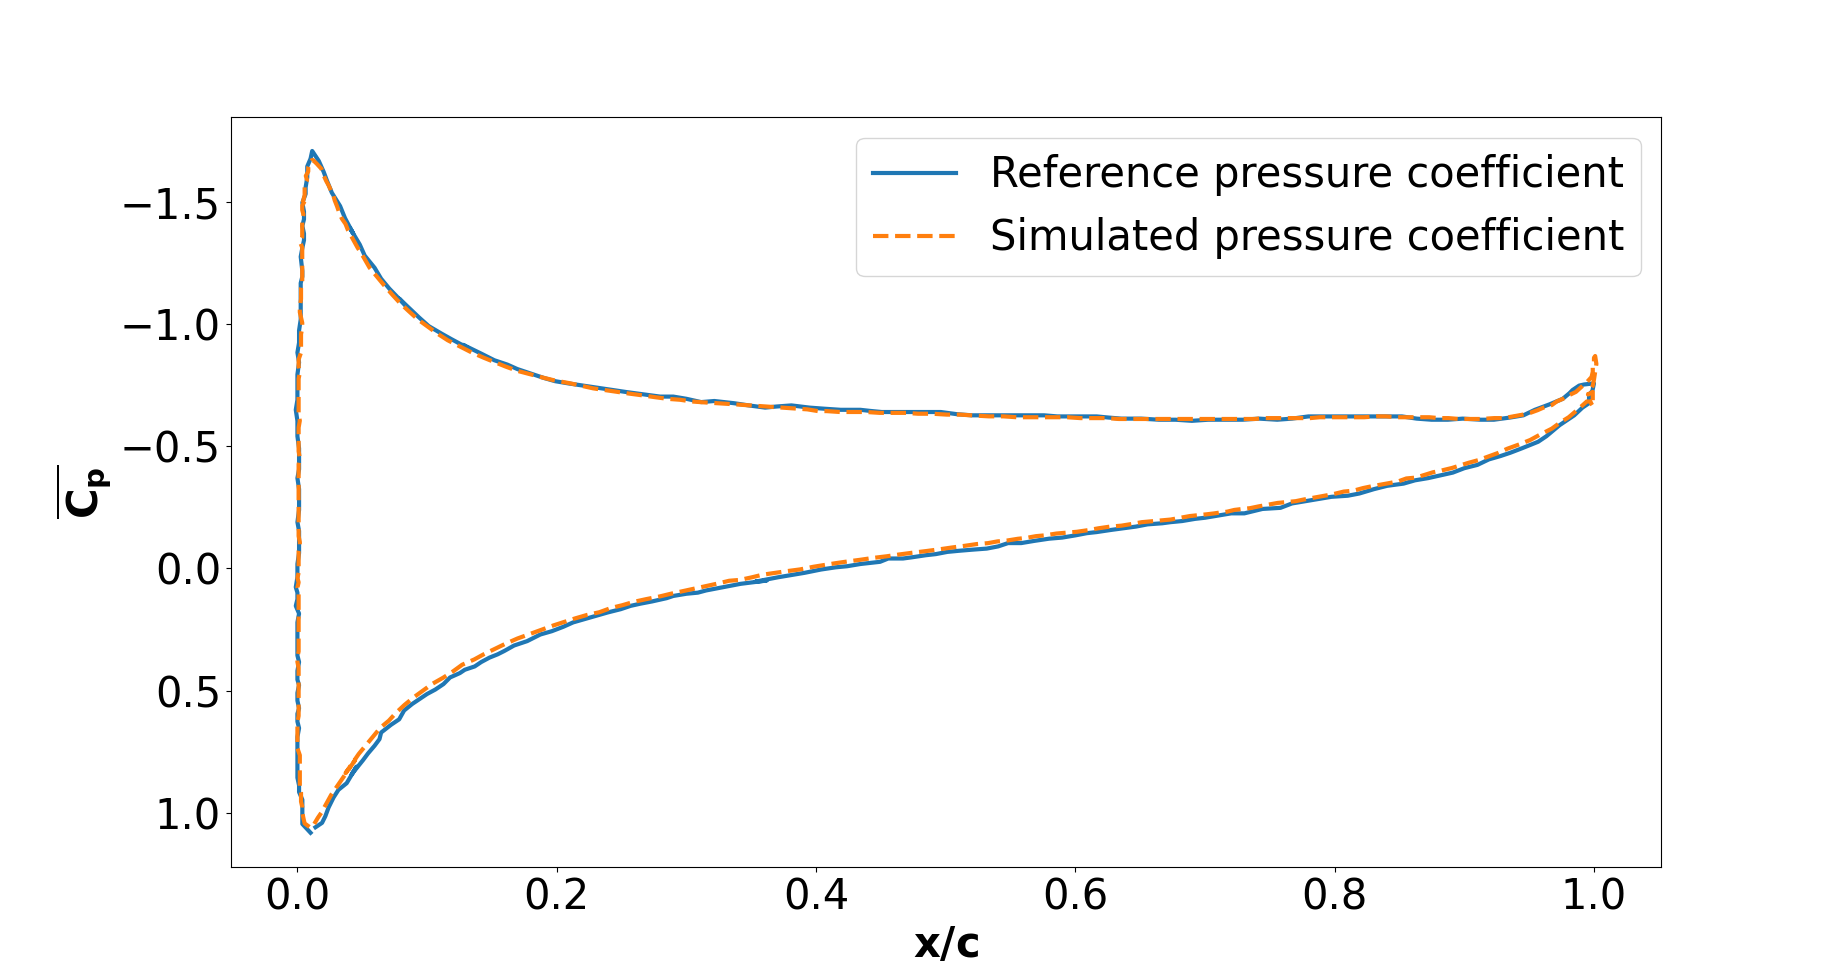 Reference pressure coefficient
Simulated pressure coefficient
−1.5
−1.0
−0.5
0.0
0.5
1.0
C̅p
0.0 0.2 0.4 0.6 0.8 1.0
x/c